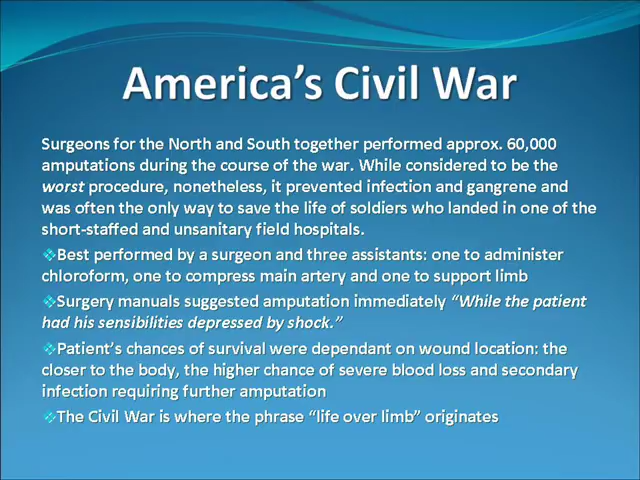 America's Civil War
Surgeons for the North and South together performed approx. 60,000
amputations during the course of the war. While considered to be the
worst procedure, nonetheless, it prevented infection and gangrene and
was often the only way to save the life of soldiers who landed in one of the
short-staffed and unsanitary field hospitals.
❖Best performed by a surgeon and three assistants: one to administer
chloroform, one to compress main artery and one to support limb
❖Surgery manuals suggested amputation immediately “While the patient
had his sensibilities depressed by shock.”
❖Patient's chances of survival were dependant on wound location: the
closer to the body, the higher chance of severe blood loss and secondary
infection requiring further amputation
❖The Civil War is where the phrase “life over limb” originates